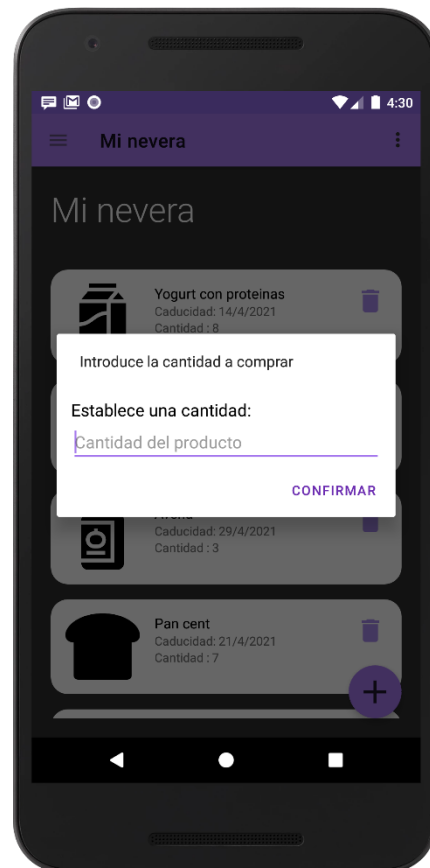 4:30
Mi nevera
Mi nevera
Yogurt con proteinas
Caducidad: 14/4/2021
Cantidad : 8
Introduce la cantidad a comprar
Establece una cantidad:
Cantidad del producto
CONFIRMAR
Caducidad: 29/4/2021
Cantidad : 3
Pan cent
Caducidad: 21/4/2021
Cantidad : 7